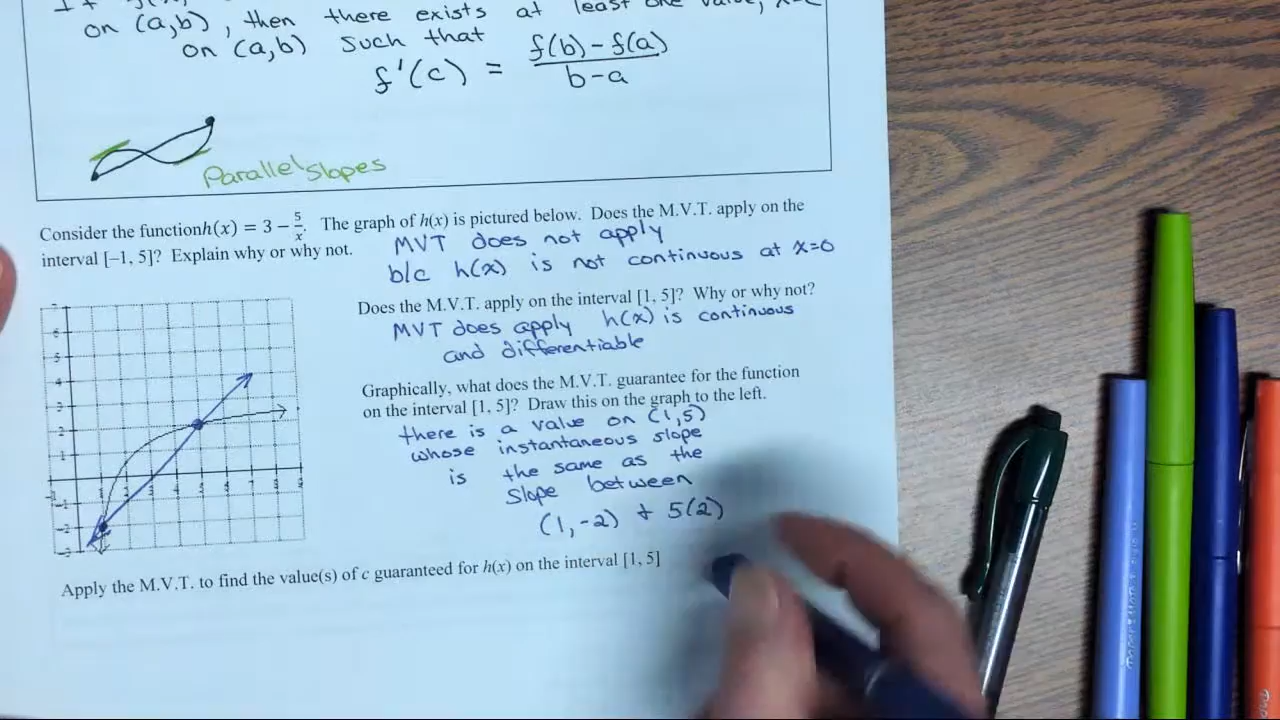 on (a,b), then there exists at least one value, x=c
on (a,b) such that
f'(c) = f(b)-f(a)/b-a
Parallel Slopes
Consider the functionh(x) = 3 − 5/x. The graph of h(x) is pictured below. Does the M.V.T. apply on the
interval [−1, 5]? Explain why or why not.
MVT does not apply
b/c h(x) is not continuous at x=0
Does the M.V.T. apply on the interval [1, 5]? Why or why not?
MVT does apply h(x) is continuous
and differentiable
Graphically, what does the M.V.T. guarantee for the function
on the interval [1, 5]? Draw this on the graph to the left.
there is a value on (1,5)
whose instantaneous slope
is the same as the
slope between
(1,-2) + 5(2)
Apply the M.V.T. to find the value(s) of c guaranteed for h(x) on the interval [1, 5]